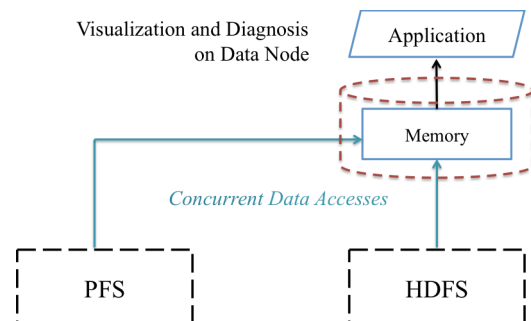 Visualization and Diagnosis
on Data Node
Application
Memory
Concurrent Data Accesses
PFS
HDFS